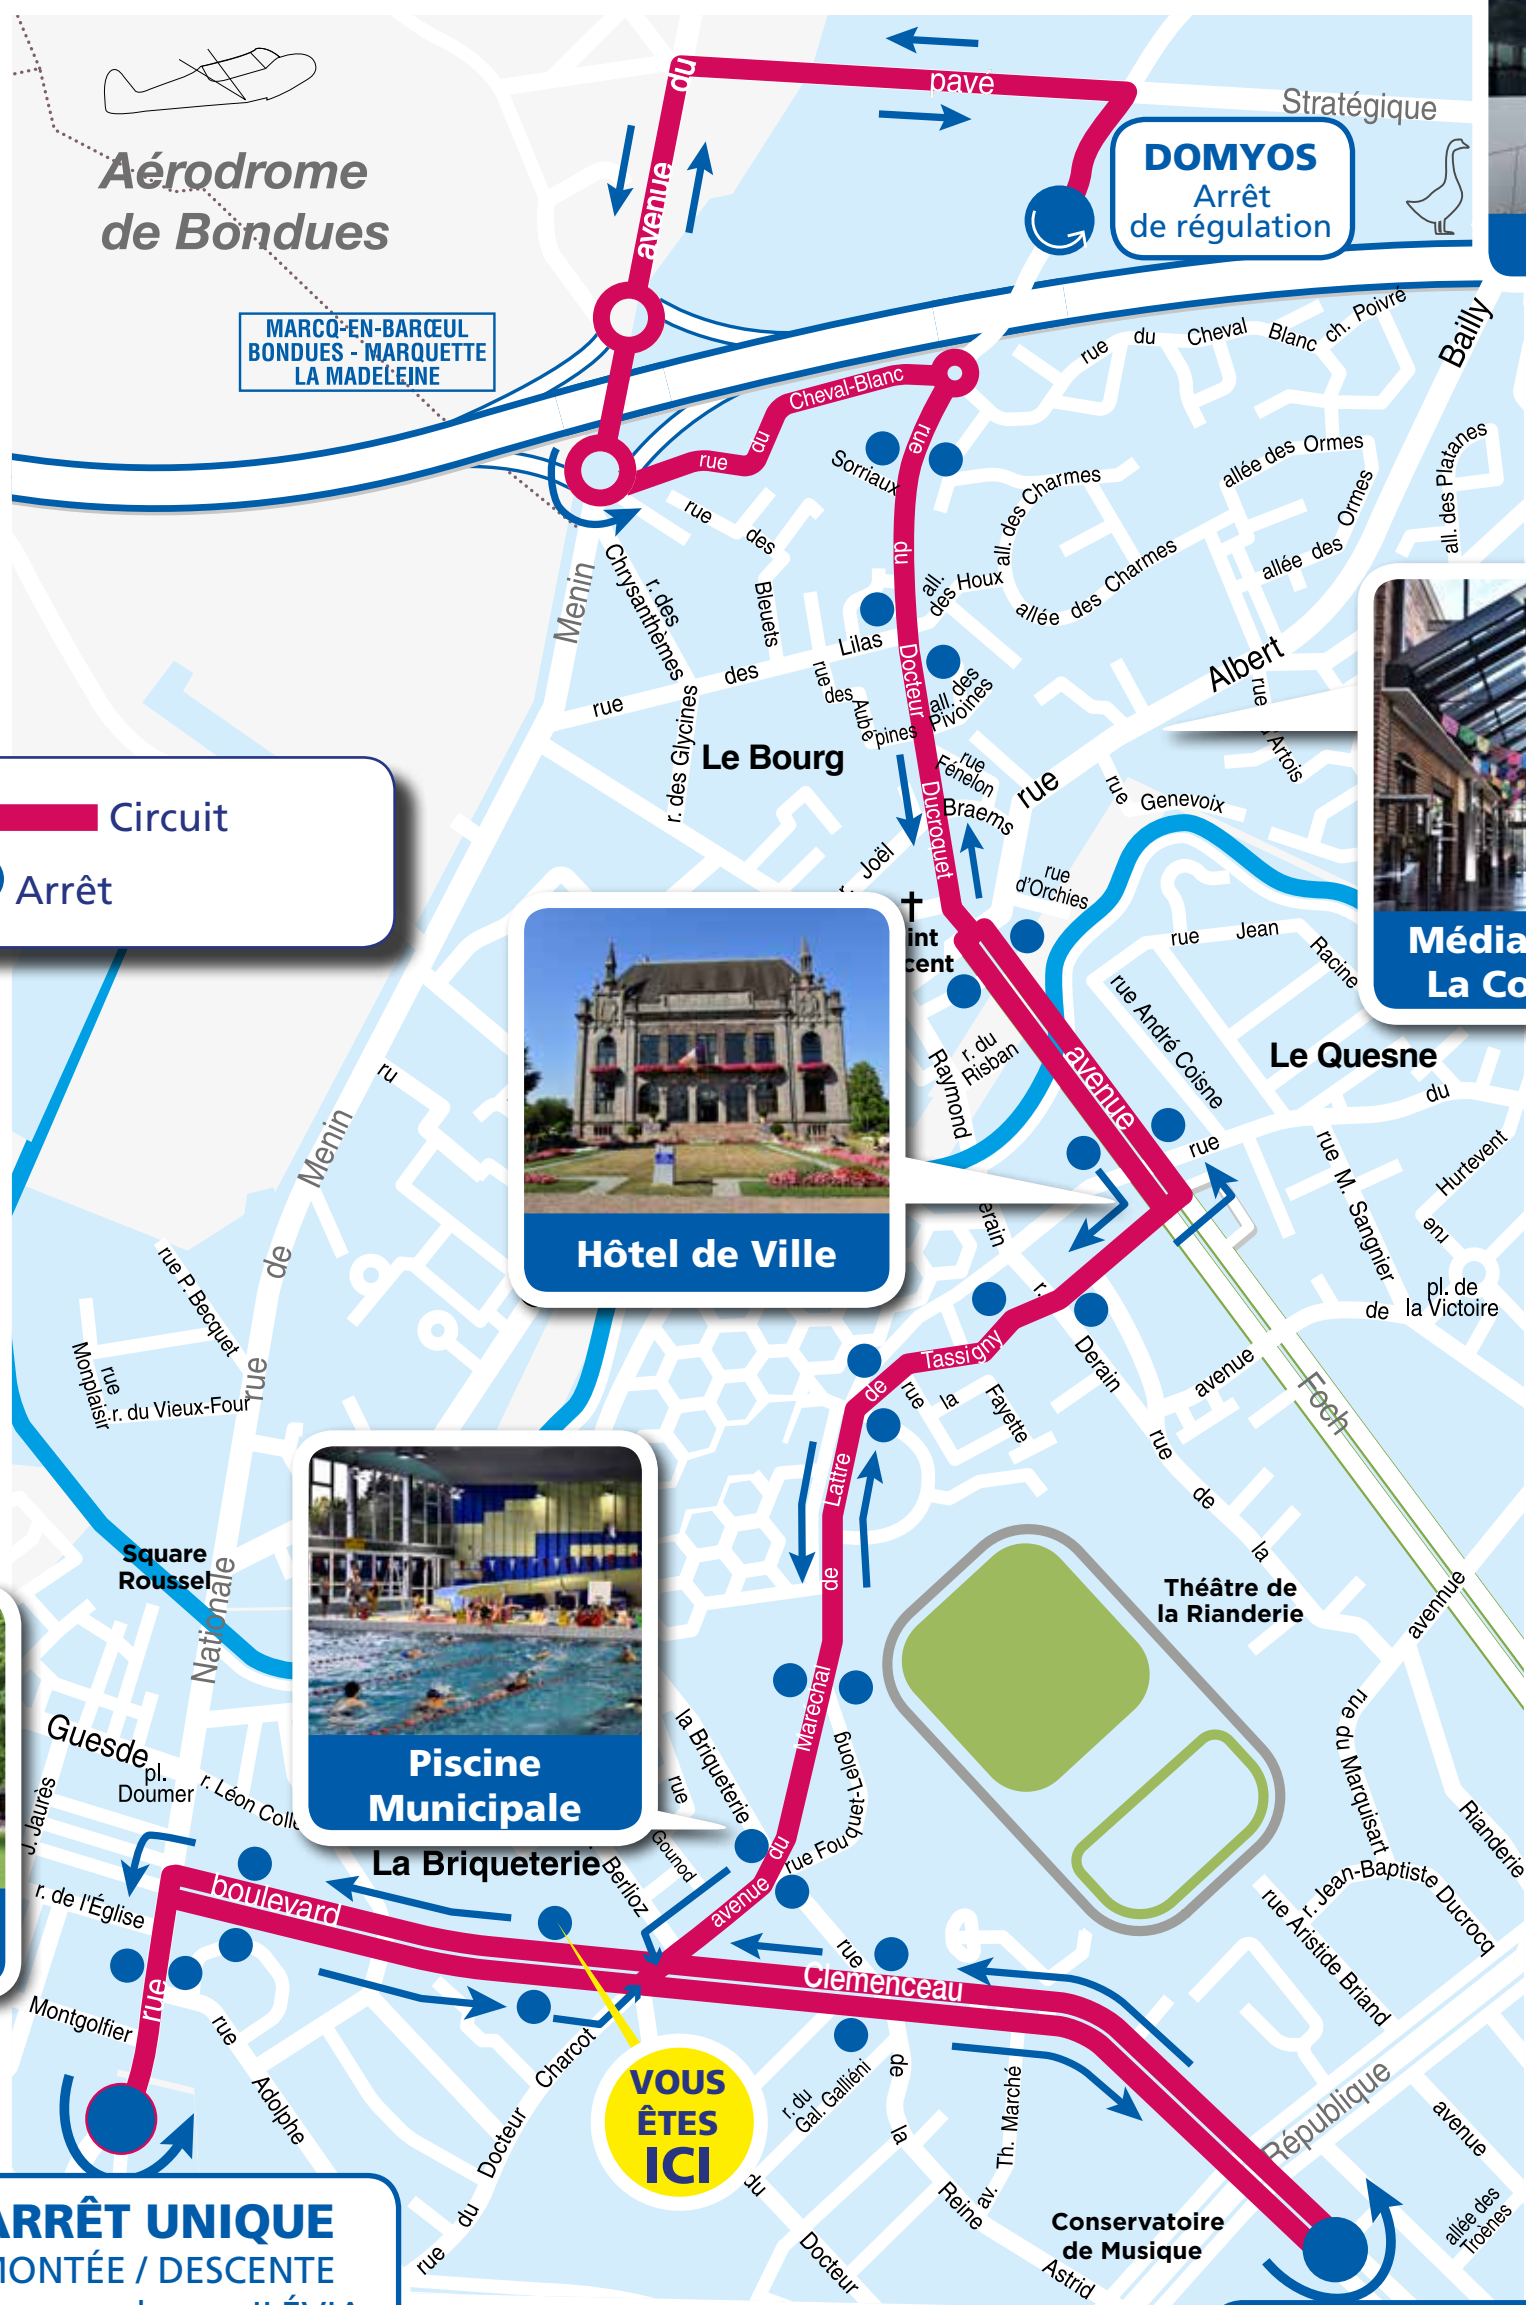 du
pavé
Stratégique
DOMYOS
Arrêt
de régulation
Aérodrome
de Bondues
avenue
MARCQ-EN-BARŒUL
BONDUES - MARQUETTE
LA MADELEINE
rue du Cheval Blanc
ch. Poivré
Bailly
rue du Cheval-Blanc
Sorriaux
rue
all. des Charmes
allée des Ormes
all. des Platanes
allée des Ormes
rue des Bleuets
du
all. des Houx
allée des Charmes
Menin
r. des Chrysanthèmes
Lilas
des
rue
Docteur
all. des Pivoines
rue des Aubépines
r. des Glycines
Albert
rue
Artois
Le Bourg
rue Fénelon
rue
Ducroquet
Braems
rue Genevoix
Circuit
Arrêt
r. Joël
rue d'Orchies
int
cent
rue Jean Racine
Média
La Co
rue André Coisne
r. du Risban
Raymond
Le Quesne
avenue
du
ru
rue
rue M. Sangnier
Hurtevent
rue
Menin
de
rue
Hôtel de Ville
erain
r.
Derain
pl. de
la Victoire
de
avenue
rue P. Becquet
rue Monplaisir
r. du Vieux-Four
Tassigny
de
rue la Fayette
Foch
Lattre
de
rue de la
Square
Roussel
Nationale
Théâtre de
la Rianderie
avennue
Piscine
Municipale
Maréchal
du
avenue
la Briqueterie
rue
Gounod
Berlioz
rue Fouquet-Lelong
rue du Marquisart
Rianderie
Guesde
pl.
Doumer
J. Jaurès
r. Léon Colle
La Briqueterie
r. Jean-Baptiste Ducrocq
rue Aristide Briand
r. de l'Église
boulevard
Clemenceau
rue
rue
Montgolfier
rue Adolphe
VOUS
ÊTES
ICI
Charcot
Docteur
du
rue
r. du
Gal. Galliéni
de
la
Reine
Astrid
av. Th. Marché
République
avenue
allée des
Troènes
du
Docteur
Conservatoire
de Musique
ARRÊT UNIQUE
MONTÉE / DESCENTE